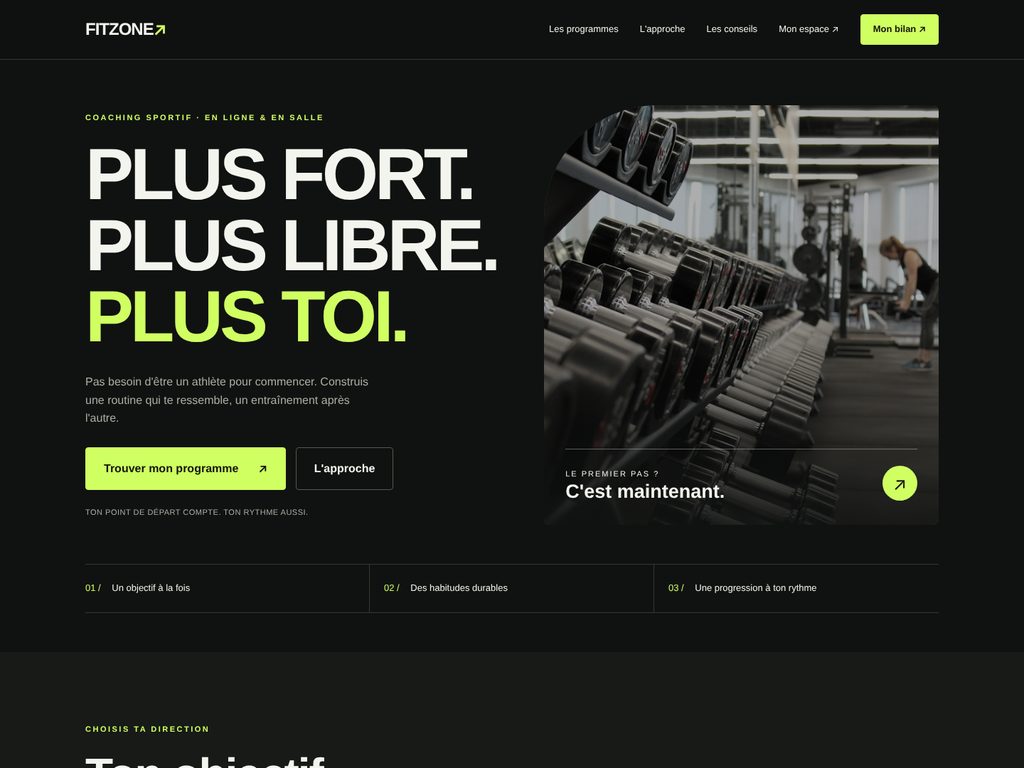 FITZONE
Les programmes
L'approche
Les conseils
Mon espace ↗
Mon bilan ↗
COACHING SPORTIF · EN LIGNE & EN SALLE
PLUS FORT.
PLUS LIBRE.
PLUS TOI.
Pas besoin d'être un athlète pour commencer. Construis
une routine qui te ressemble, un entraînement après
l'autre.
Trouver mon programme ↗
L'approche
TON POINT DE DÉPART COMPTE. TON RYTHME AUSSI.
LE PREMIER PAS ?
C'est maintenant.
01 / Un objectif à la fois
02 / Des habitudes durables
03 / Une progression à ton rythme
CHOISIS TA DIRECTION
Ton objectif